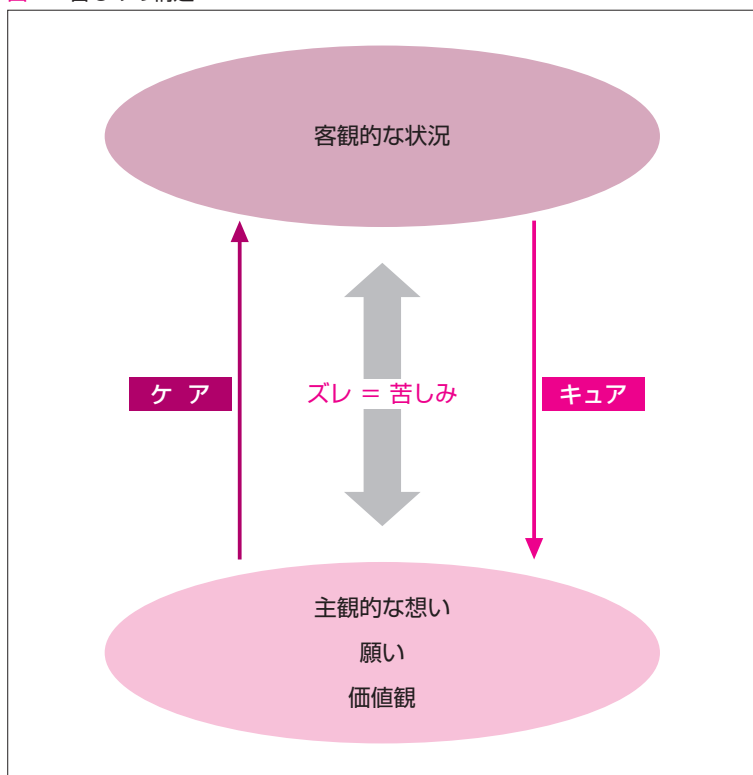 客観的な状況
ケ ア
ズレ ＝ 苦しみ
キュア
主観的な想い
願い
価値観